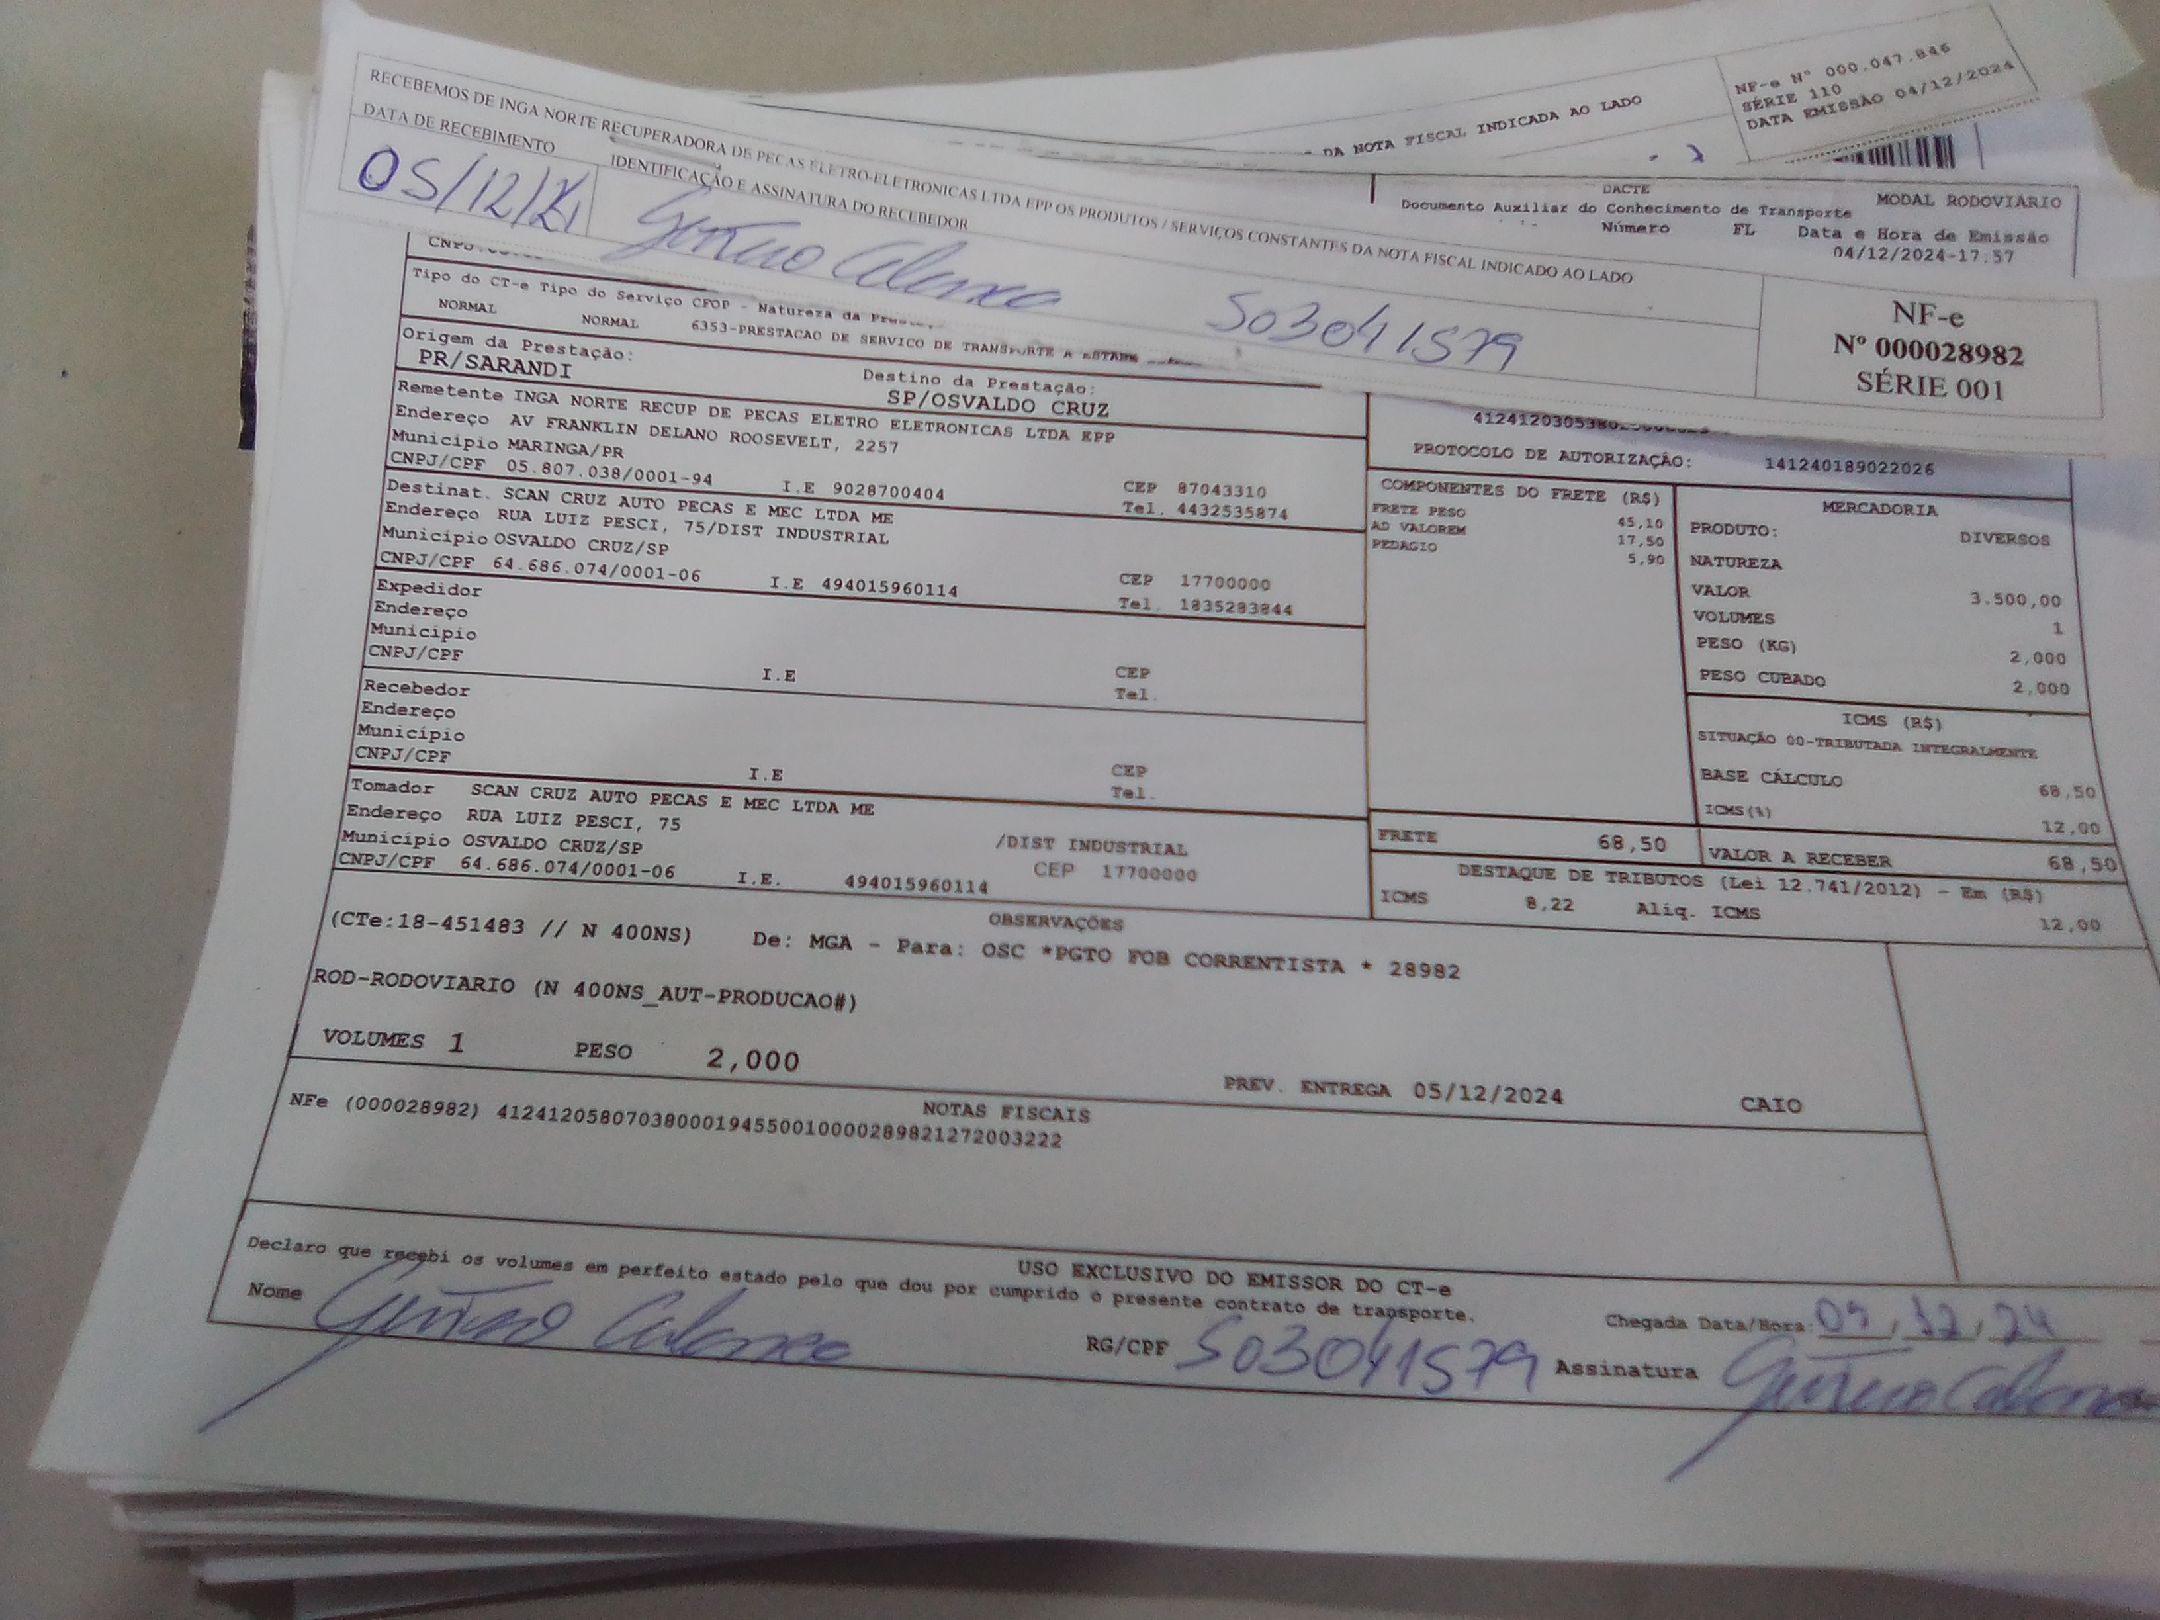 NF-e Nº 000.047.846
SÉRIE 110
DATA EMISSÃO 04/12/2024
DA NOTA FISCAL INDICADA AO LADO
RECEBEMOS DE INGA NORTE RECUPERADORA DE PECAS ELETRO-ELETRONICAS LTDA EPP OS PRODUTOS / SERVIÇOS CONSTANTES DA NOTA FISCAL INDICADO AO LADO
DATA DE RECEBIMENTO
05/12/24
IDENTIFICAÇÃO E ASSINATURA DO RECEBEDOR
503041579
NF-e
Nº 000028982
SÉRIE 001
DACTE
MODAL RODOVIÁRIO
Documento Auxiliar do Conhecimento de Transporte
Número FL Data e Hora de Emissão
04/12/2024-17:57
Tipo do CT-e Tipo do Serviço CFOP - Natureza da
NORMAL NORMAL 6353-PRESTACAO DE SERVICO DE TRANSPORTE A ESTABE
Origem da Prestação: Destino da Prestação:
PR/SARANDI SP/OSVALDO CRUZ
Remetente INGA NORTE RECUP DE PECAS ELETRO ELETRONICAS LTDA EPP
Endereço AV FRANKLIN DELANO ROOSEVELT, 2257
Município MARINGA/PR CEP 87043310
CNPJ/CPF 05.807.038/0001-94 I.E 9028700404 Tel. 4432535874
Destinat. SCAN CRUZ AUTO PECAS E MEC LTDA ME
Endereço RUA LUIZ PESCI, 75/DIST INDUSTRIAL
Município OSVALDO CRUZ/SP CEP 17700000
CNPJ/CPF 64.686.074/0001-06 I.E 494015960114 Tel. 1835283844
Expedidor
Endereço
Município CEP
CNPJ/CPF I.E Tel.
Recebedor
Endereço
Município CEP
CNPJ/CPF I.E Tel.
Tomador SCAN CRUZ AUTO PECAS E MEC LTDA ME
Endereço RUA LUIZ PESCI, 75 /DIST INDUSTRIAL
Município OSVALDO CRUZ/SP CEP 17700000
CNPJ/CPF 64.686.074/0001-06 I.E. 494015960114
PROTOCOLO DE AUTORIZAÇÃO: 141240189022026
COMPONENTES DO FRETE (R$)
FRETE PESO 45,10
AD VALOREM 17,50
PEDAGIO 5,90
MERCADORIA
PRODUTO: DIVERSOS
NATUREZA
VALOR 3.500,00
VOLUMES 1
PESO (KG) 2,000
PESO CUBADO 2,000
ICMS (R$)
SITUAÇÃO 00-TRIBUTADA INTEGRALMENTE
BASE CÁLCULO 68,50
ICMS(%) 12,00
FRETE 68,50 VALOR A RECEBER 68,50
DESTAQUE DE TRIBUTOS (Lei 12.741/2012) - Em (R$)
ICMS 8,22 Aliq. ICMS 12,00
OBSERVAÇÕES
(CTe:18-451483 // N 400NS) De: MGA - Para: OSC *PGTO FOB CORRENTISTA * 28982
ROD-RODOVIARIO (N 400NS_AUT-PRODUCAO#)
VOLUMES 1 PESO 2,000 PREV. ENTREGA 05/12/2024 CAIO
NOTAS FISCAIS
NFe (000028982) 41241205807038000194550010000289821272003222
USO EXCLUSIVO DO EMISSOR DO CT-e
Declaro que recebi os volumes em perfeito estado pelo que dou por cumprido o presente contrato de transporte.
Chegada Data/Hora: 05, 12, 24
Nome RG/CPF 503041579 Assinatura